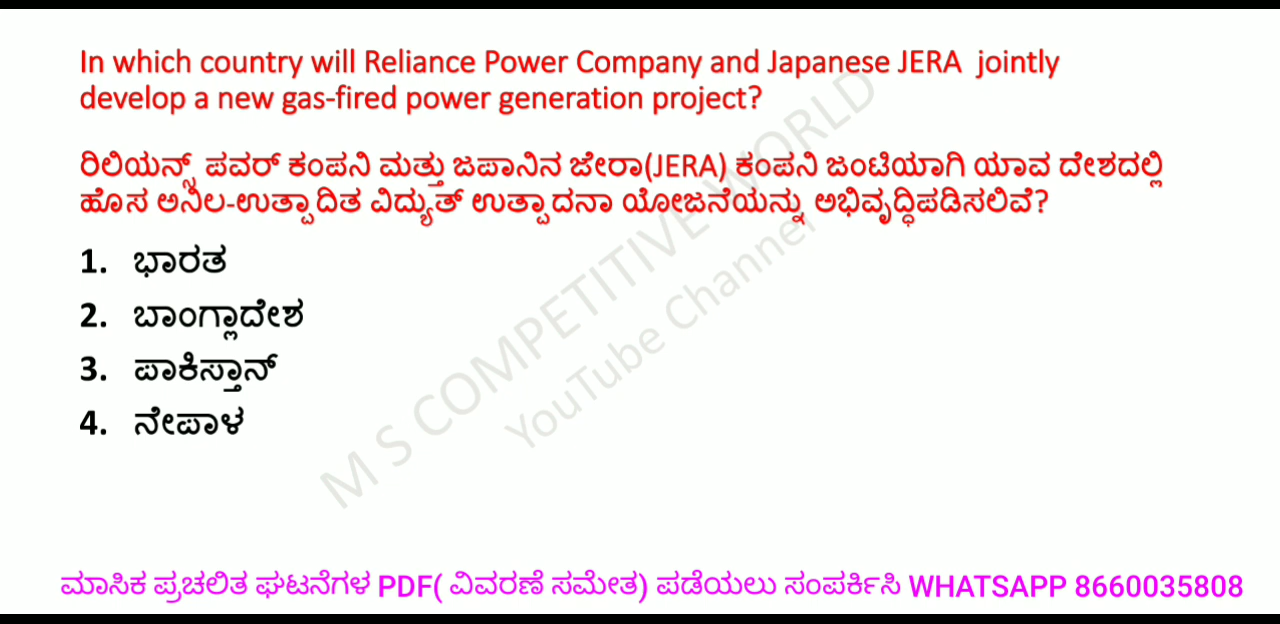 In which country will Reliance Power Company and Japanese JERA jointly
develop a new gas-fired power generation project?
ರಿಲಿಯನ್ಸ್ ಪವರ್ ಕಂಪನಿ ಮತ್ತು ಜಪಾನಿನ ಜೇರಾ(JERA) ಕಂಪನಿ ಜಂಟಿಯಾಗಿ ಯಾವ ದೇಶದಲ್ಲಿ
ಹೊಸ ಅನಿಲ-ಉತ್ಪಾದಿತ ವಿದ್ಯುತ್ ಉತ್ಪಾದನಾ ಯೋಜನೆಯನ್ನು ಅಭಿವೃದ್ಧಿಪಡಿಸಲಿವೆ?
1. ಭಾರತ
2. ಬಾಂಗ್ಲಾದೇಶ
3. ಪಾಕಿಸ್ತಾನ್
4. ನೇಪಾಳ
M S COMPETITIVE WORLD
YouTube Channel
ಮಾಸಿಕ ಪ್ರಚಲಿತ ಘಟನೆಗಳ PDF( ವಿವರಣೆ ಸಮೇತ) ಪಡೆಯಲು ಸಂಪರ್ಕಿಸಿ WHATSAPP 8660035808